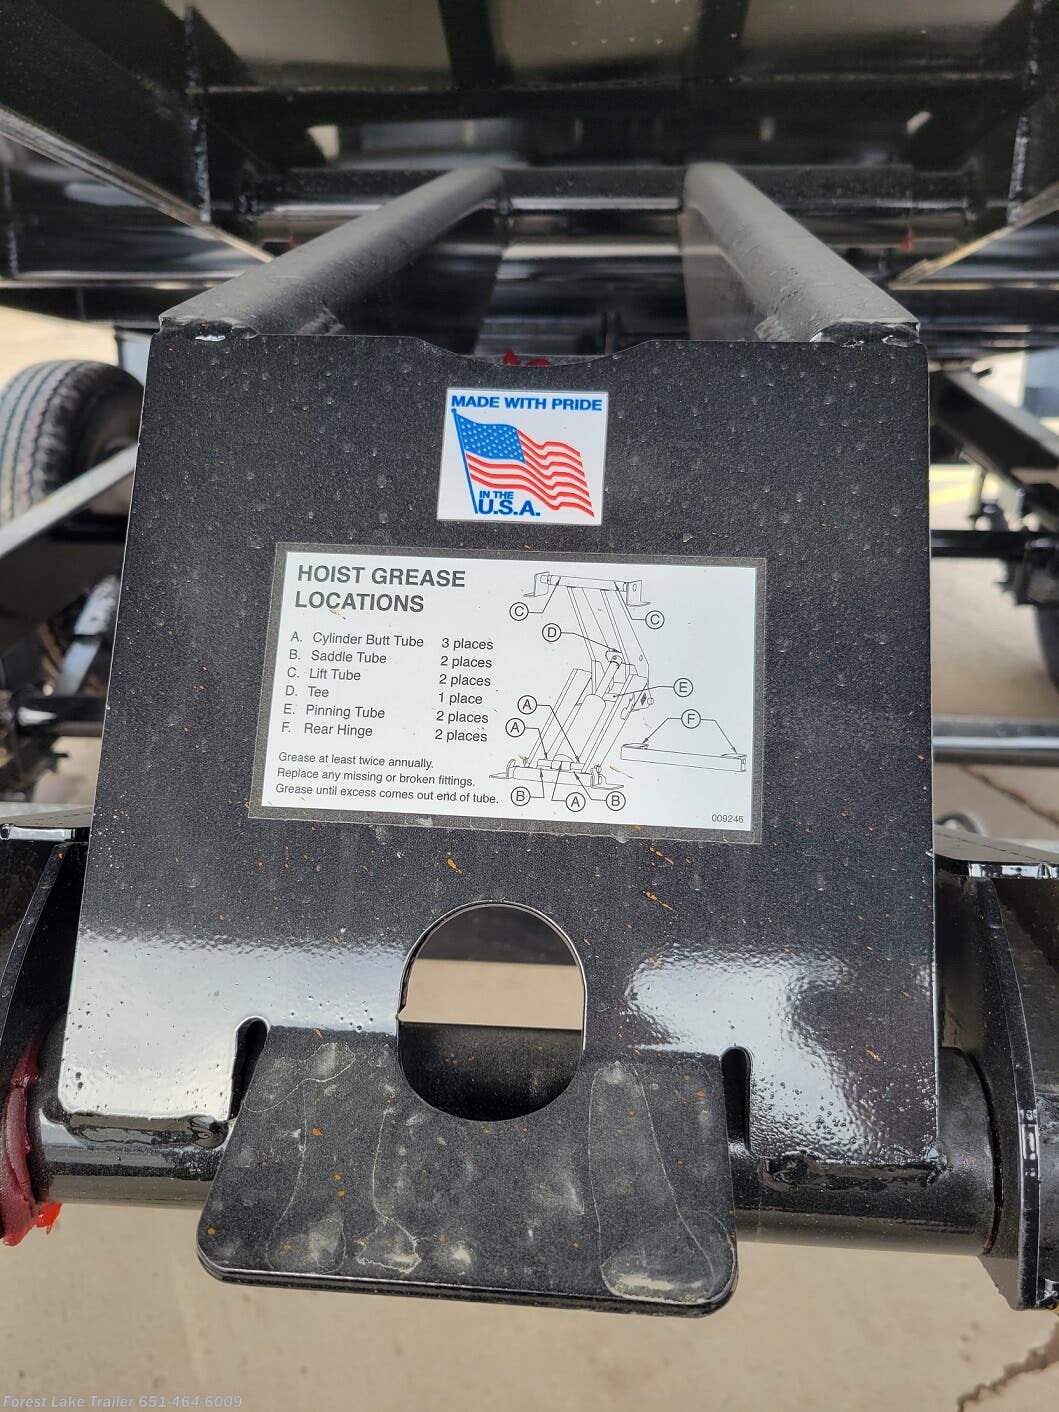 MADE WITH PRIDE
IN THE
U.S.A.
HOIST GREASE
LOCATIONS
A. Cylinder Butt Tube 3 places
B. Saddle Tube 2 places
C. Lift Tube 2 places
D. Tee 1 place
E. Pinning Tube 2 places
F. Rear Hinge 2 places
Grease at least twice annually.
Replace any missing or broken fittings.
Grease until excess comes out end of tube.
C
C
D
E
A
F
A
B
A
B
009246
Forest Lake Trailer 651-464-6009